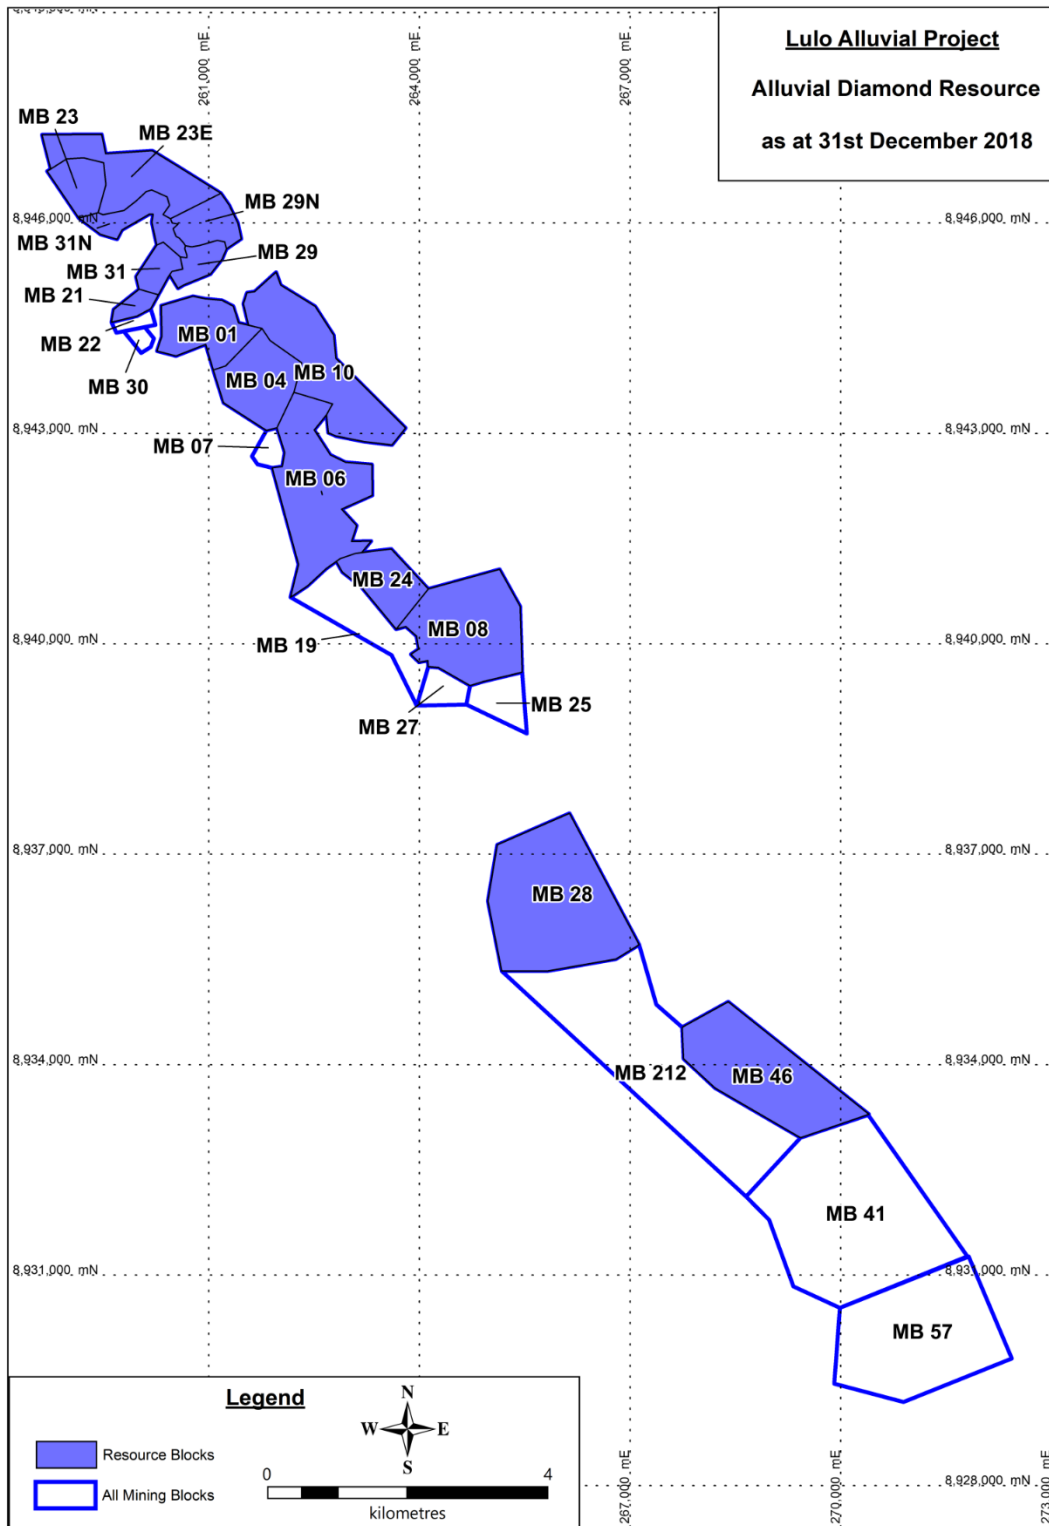 Lulo Alluvial Project
Alluvial Diamond Resource
as at 31st December 2018
261,000 mE
264,000 mE
267,000 mE
MB 23
MB 23E
MB 29N
8,946,000 mN
8,946,000 mN
MB 31N
MB 29
MB 31
MB 21
MB 22
MB 01
MB 30
MB 04
MB 10
8,943,000 mN
8,943,000 mN
MB 07
MB 06
MB 24
MB 08
MB 19
8,940,000 mN
8,940,000 mN
MB 25
MB 27
8,937,000 mN
8,937,000 mN
MB 28
8,934,000 mN
8,934,000 mN
MB 212
MB 46
MB 41
8,931,000 mN
8,931,000 mN
MB 57
Legend
N
W
E
S
Resource Blocks
All Mining Blocks
0
4
kilometres
8,928,000 mN
267,000 mE
270,000 mE
273,000 mE